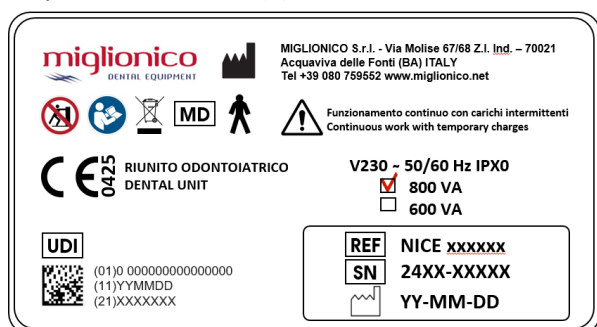 miglionico
DENTAL EQUIPMENT
MIGLIONICO S.r.l. - Via Molise 67/68 Z.I. Ind. – 70021
Acquaviva delle Fonti (BA) ITALY
Tel +39 080 759552 www.miglionico.net
MD
Funzionamento continuo con carichi intermittenti
Continuous work with temporary charges
CE 0425
RIUNITO ODONTOIATRICO
DENTAL UNIT
V230 ~ 50/60 Hz IPX0
800 VA
600 VA
UDI
(01)0 000000000000000
(11)YYMMDD
(21)XXXXXXX
REF NICE xxxxxx
SN 24XX-XXXXX
YY-MM-DD